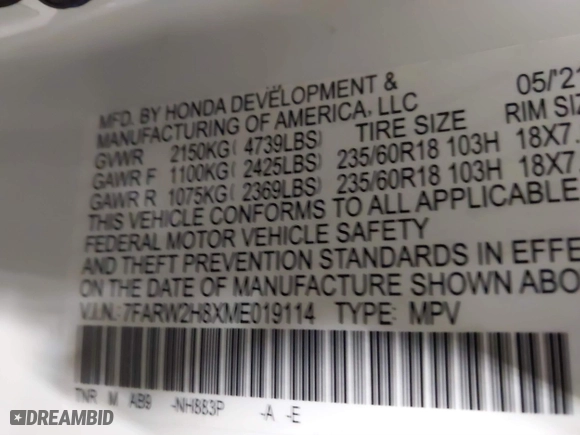 MFD. BY HONDA DEVELOPMENT & 05/'21
MANUFACTURING OF AMERICA, LLC
GVWR 2150KG( 4739LBS) TIRE SIZE RIM SIZ
GAWR F 1100KG( 2425LBS) 235/60R18 103H 18X7.
GAWR R 1075KG( 2369LBS) 235/60R18 103H 18X7.
THIS VEHICLE CONFORMS TO ALL APPLICABLE
FEDERAL MOTOR VEHICLE SAFETY
AND THEFT PREVENTION STANDARDS IN EFFE
ON THE DATE OF MANUFACTURE SHOWN ABO
V.I.N.: 7FARW2H8XME019114 TYPE: MPV
TNR M AB9 -NH883P -A -E
DREAMBID